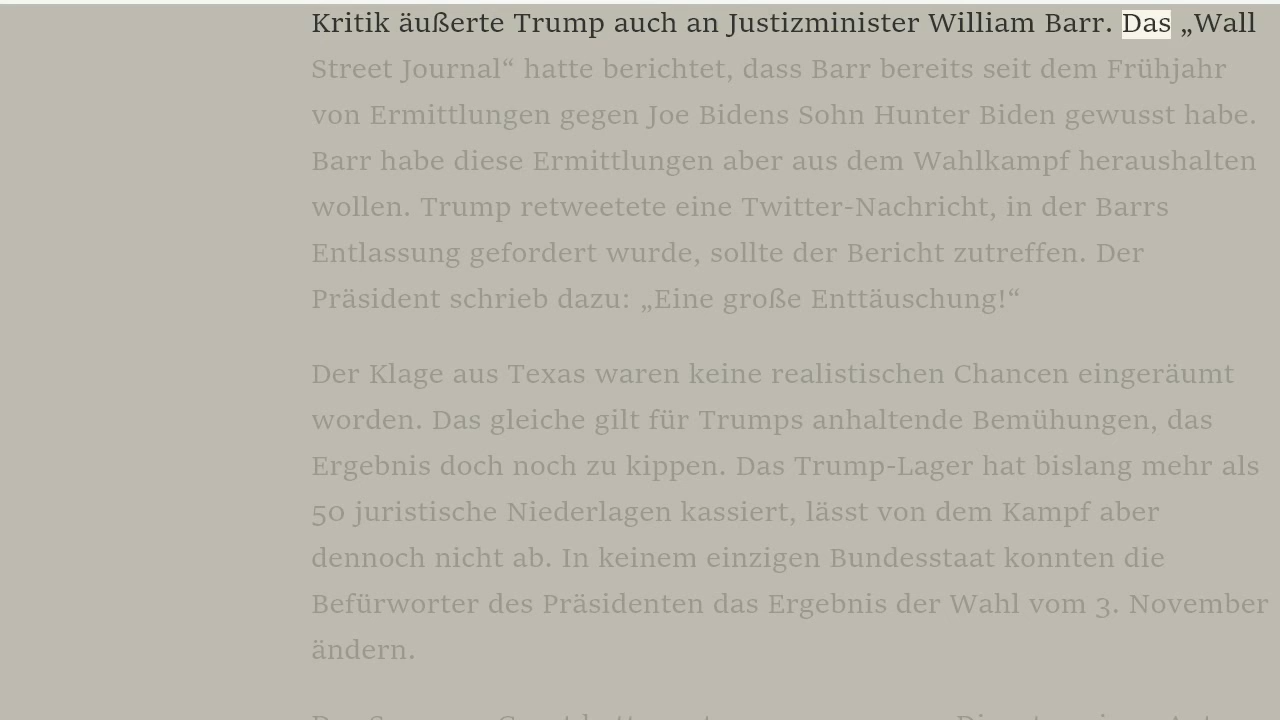 Kritik äußerte Trump auch an Justizminister William Barr. Das „Wall
Street Journal“ hatte berichtet, dass Barr bereits seit dem Frühjahr
von Ermittlungen gegen Joe Bidens Sohn Hunter Biden gewusst habe.
Barr habe diese Ermittlungen aber aus dem Wahlkampf heraushalten
wollen. Trump retweetete eine Twitter-Nachricht, in der Barrs
Entlassung gefordert wurde, sollte der Bericht zutreffen. Der
Präsident schrieb dazu: „Eine große Enttäuschung!“
Der Klage aus Texas waren keine realistischen Chancen eingeräumt
worden. Das gleiche gilt für Trumps anhaltende Bemühungen, das
Ergebnis doch noch zu kippen. Das Trump-Lager hat bislang mehr als
50 juristische Niederlagen kassiert, lässt von dem Kampf aber
dennoch nicht ab. In keinem einzigen Bundesstaat konnten die
Befürworter des Präsidenten das Ergebnis der Wahl vom 3. November
ändern.